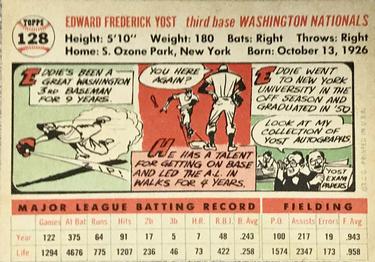 TOPPS
128
EDWARD FREDERICK YOST third base WASHINGTON NATIONALS
Height: 5'10" Weight: 180 Bats: Right Throws: Right
Home: S. Ozone Park, New York Born: October 13, 1926
EDDIE'S BEEN A
GREAT WASHINGTON
3RD BASEMAN
FOR 9 YEARS.
YOU HERE
AGAIN?
HE HAS A TALENT
FOR GETTING ON BASE
AND LED THE A.L. IN
WALKS FOR 4 YEARS.
EDDIE WENT
TO NEW YORK
UNIVERSITY IN THE
OFF SEASON AND
GRADUATED IN '50.
LOOK AT MY
COLLECTION OF
YOST AUTOGRAPHS
YOST
EXAM
PAPERS
MAJOR LEAGUE BATTING RECORD FIELDING
Games At Bat Runs Hits 2b 3b H.R. R.B.I. B. Avg. P.O. Assists Errors F. Avg.
Year 122 375 64 91 17 5 7 48 .243 100 217 19 .943
Life 1294 4676 775 1207 236 46 73 422 .258 1574 2347 173 .958